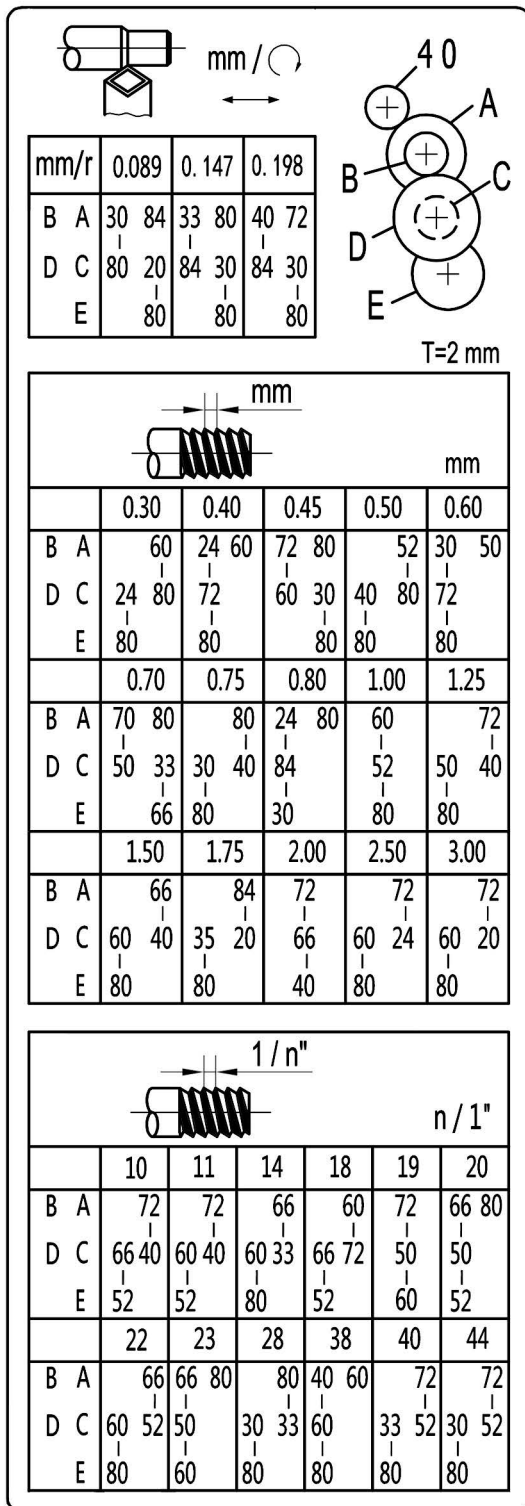 mm/
40
A
B
C
D
E
mm/r 0.089 0. 147 0. 198
B A 30 84 33 80 40 72
D C 80 20 84 30 84 30
E 80 80 80
T=2 mm
mm
mm
0.30 0.40 0.45 0.50 0.60
B A 60 24 60 72 80 52 30 50
D C 24 80 72 60 30 40 80 72
E 80 80 80 80 80
0.70 0.75 0.80 1.00 1.25
B A 70 80 80 24 80 60 72
D C 50 33 30 40 84 52 50 40
E 66 80 30 80 80
1.50 1.75 2.00 2.50 3.00
B A 66 84 72 72 72
D C 60 40 35 20 66 60 24 60 20
E 80 80 40 80 80
1/n"
n/1"
10 11 14 18 19 20
B A 72 72 66 60 72 66 80
D C 66 40 60 40 60 33 66 72 50 50
E 52 52 80 52 60 52
22 23 28 38 40 44
B A 66 66 80 80 40 60 72 72
D C 60 52 50 30 33 60 33 52 30 52
E 80 60 80 80 80 80